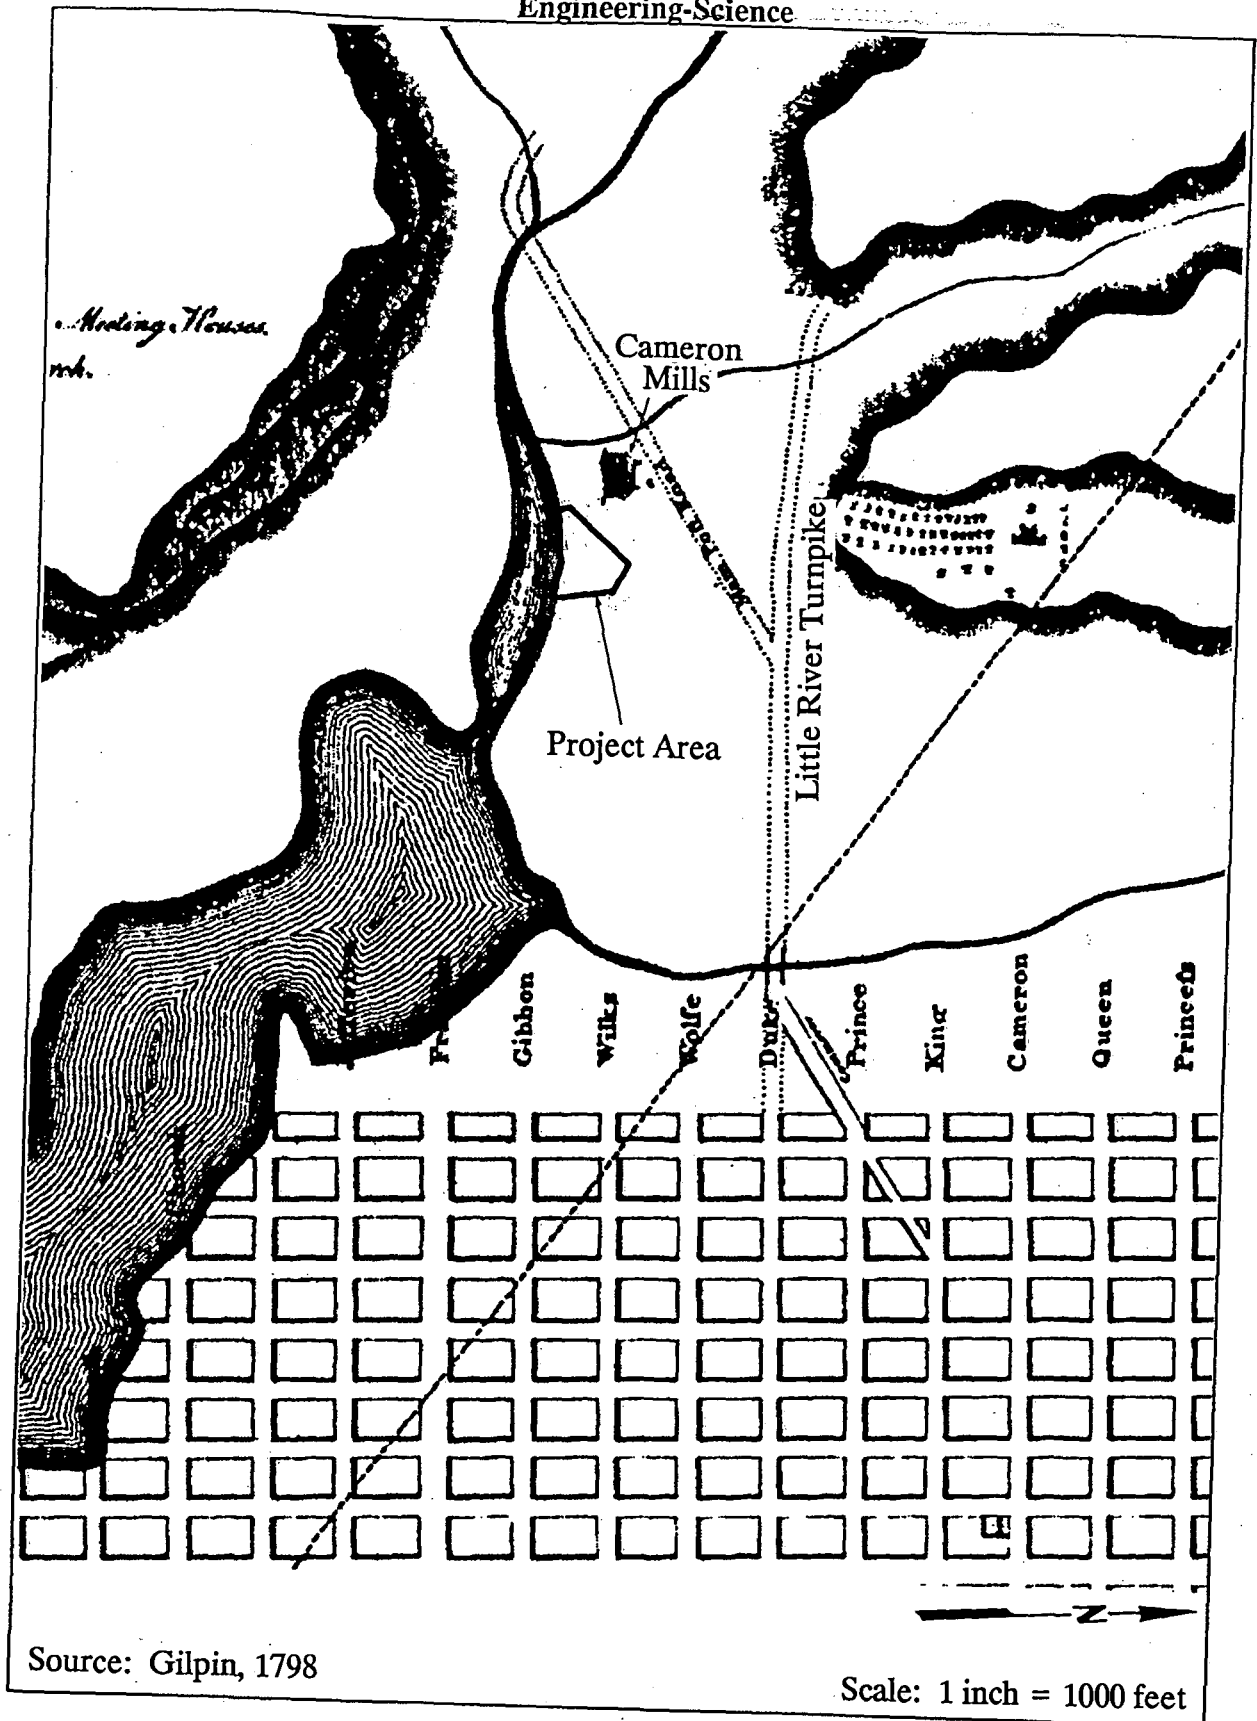 Engineering-Science
Meeting Houses.
Cameron
Mills
Little River Turnpike
Project Area
Gibbon
Wilks
Wolfe
Duke
Prince
King
Cameron
Queen
Princess
N
Source: Gilpin, 1798
Scale: 1 inch = 1000 feet